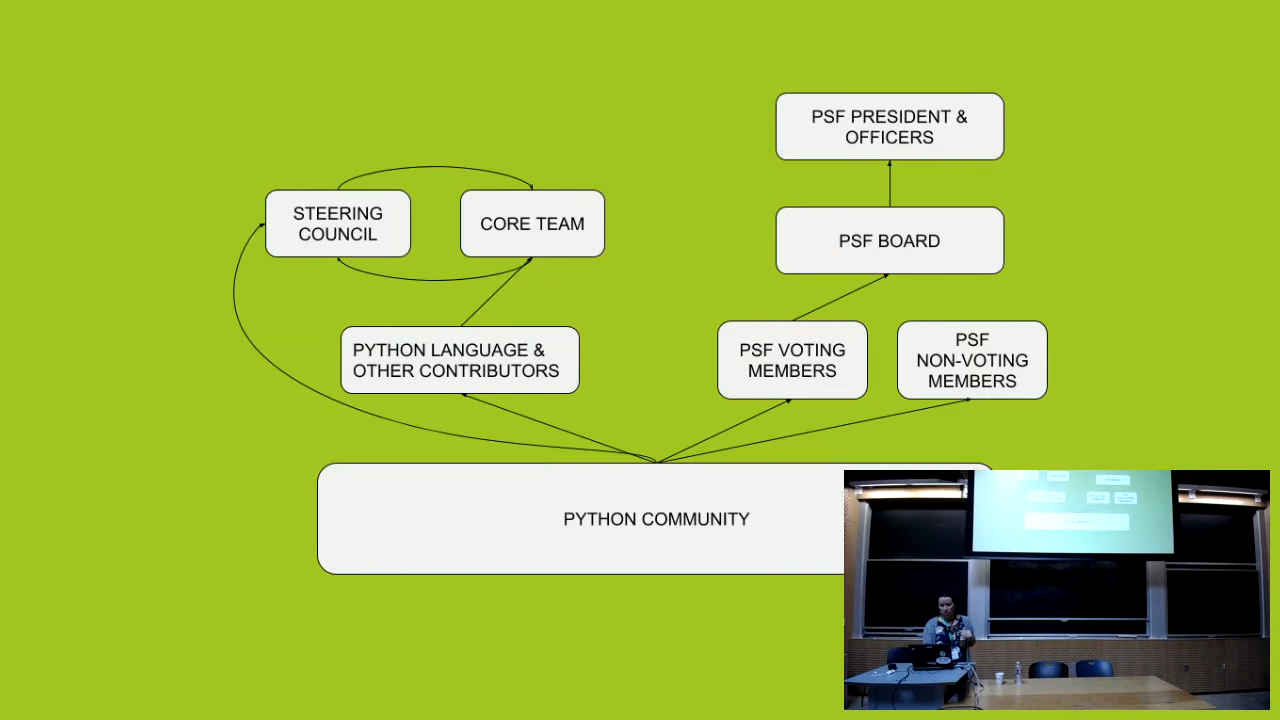 PSF PRESIDENT &
OFFICERS
STEERING
COUNCIL
CORE TEAM
PSF BOARD
PYTHON LANGUAGE &
OTHER CONTRIBUTORS
PSF VOTING
MEMBERS
PSF
NON-VOTING
MEMBERS
PYTHON COMMUNITY